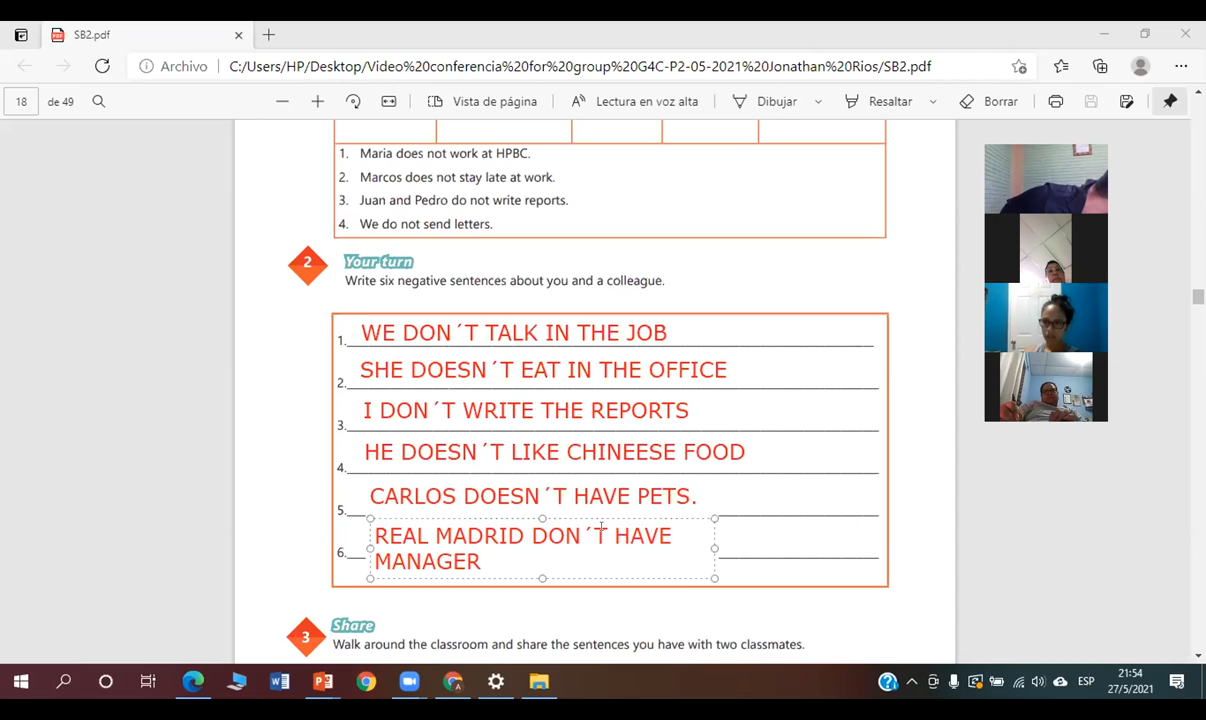 SB2.pdf
Archivo
C:/Users/HP/Desktop/Video%20conferencia%20for%20group%20G4C-P2-05-2021%20Jonathan%20Rios/SB2.pdf
18 de 49
Vista de página
Lectura en voz alta
Dibujar
Resaltar
Borrar
1. Maria does not work at HPBC.
2. Marcos does not stay late at work.
3. Juan and Pedro do not write reports.
4. We do not send letters.
2 Your turn
Write six negative sentences about you and a colleague.
1. WE DON´T TALK IN THE JOB
2. SHE DOESN´T EAT IN THE OFFICE
3. I DON´T WRITE THE REPORTS
4. HE DOESN´T LIKE CHINEESE FOOD
5. CARLOS DOESN´T HAVE PETS.
6. REAL MADRID DON´T HAVE
MANAGER
3 Share
Walk around the classroom and share the sentences you have with two classmates.
ESP
21:54
27/5/2021